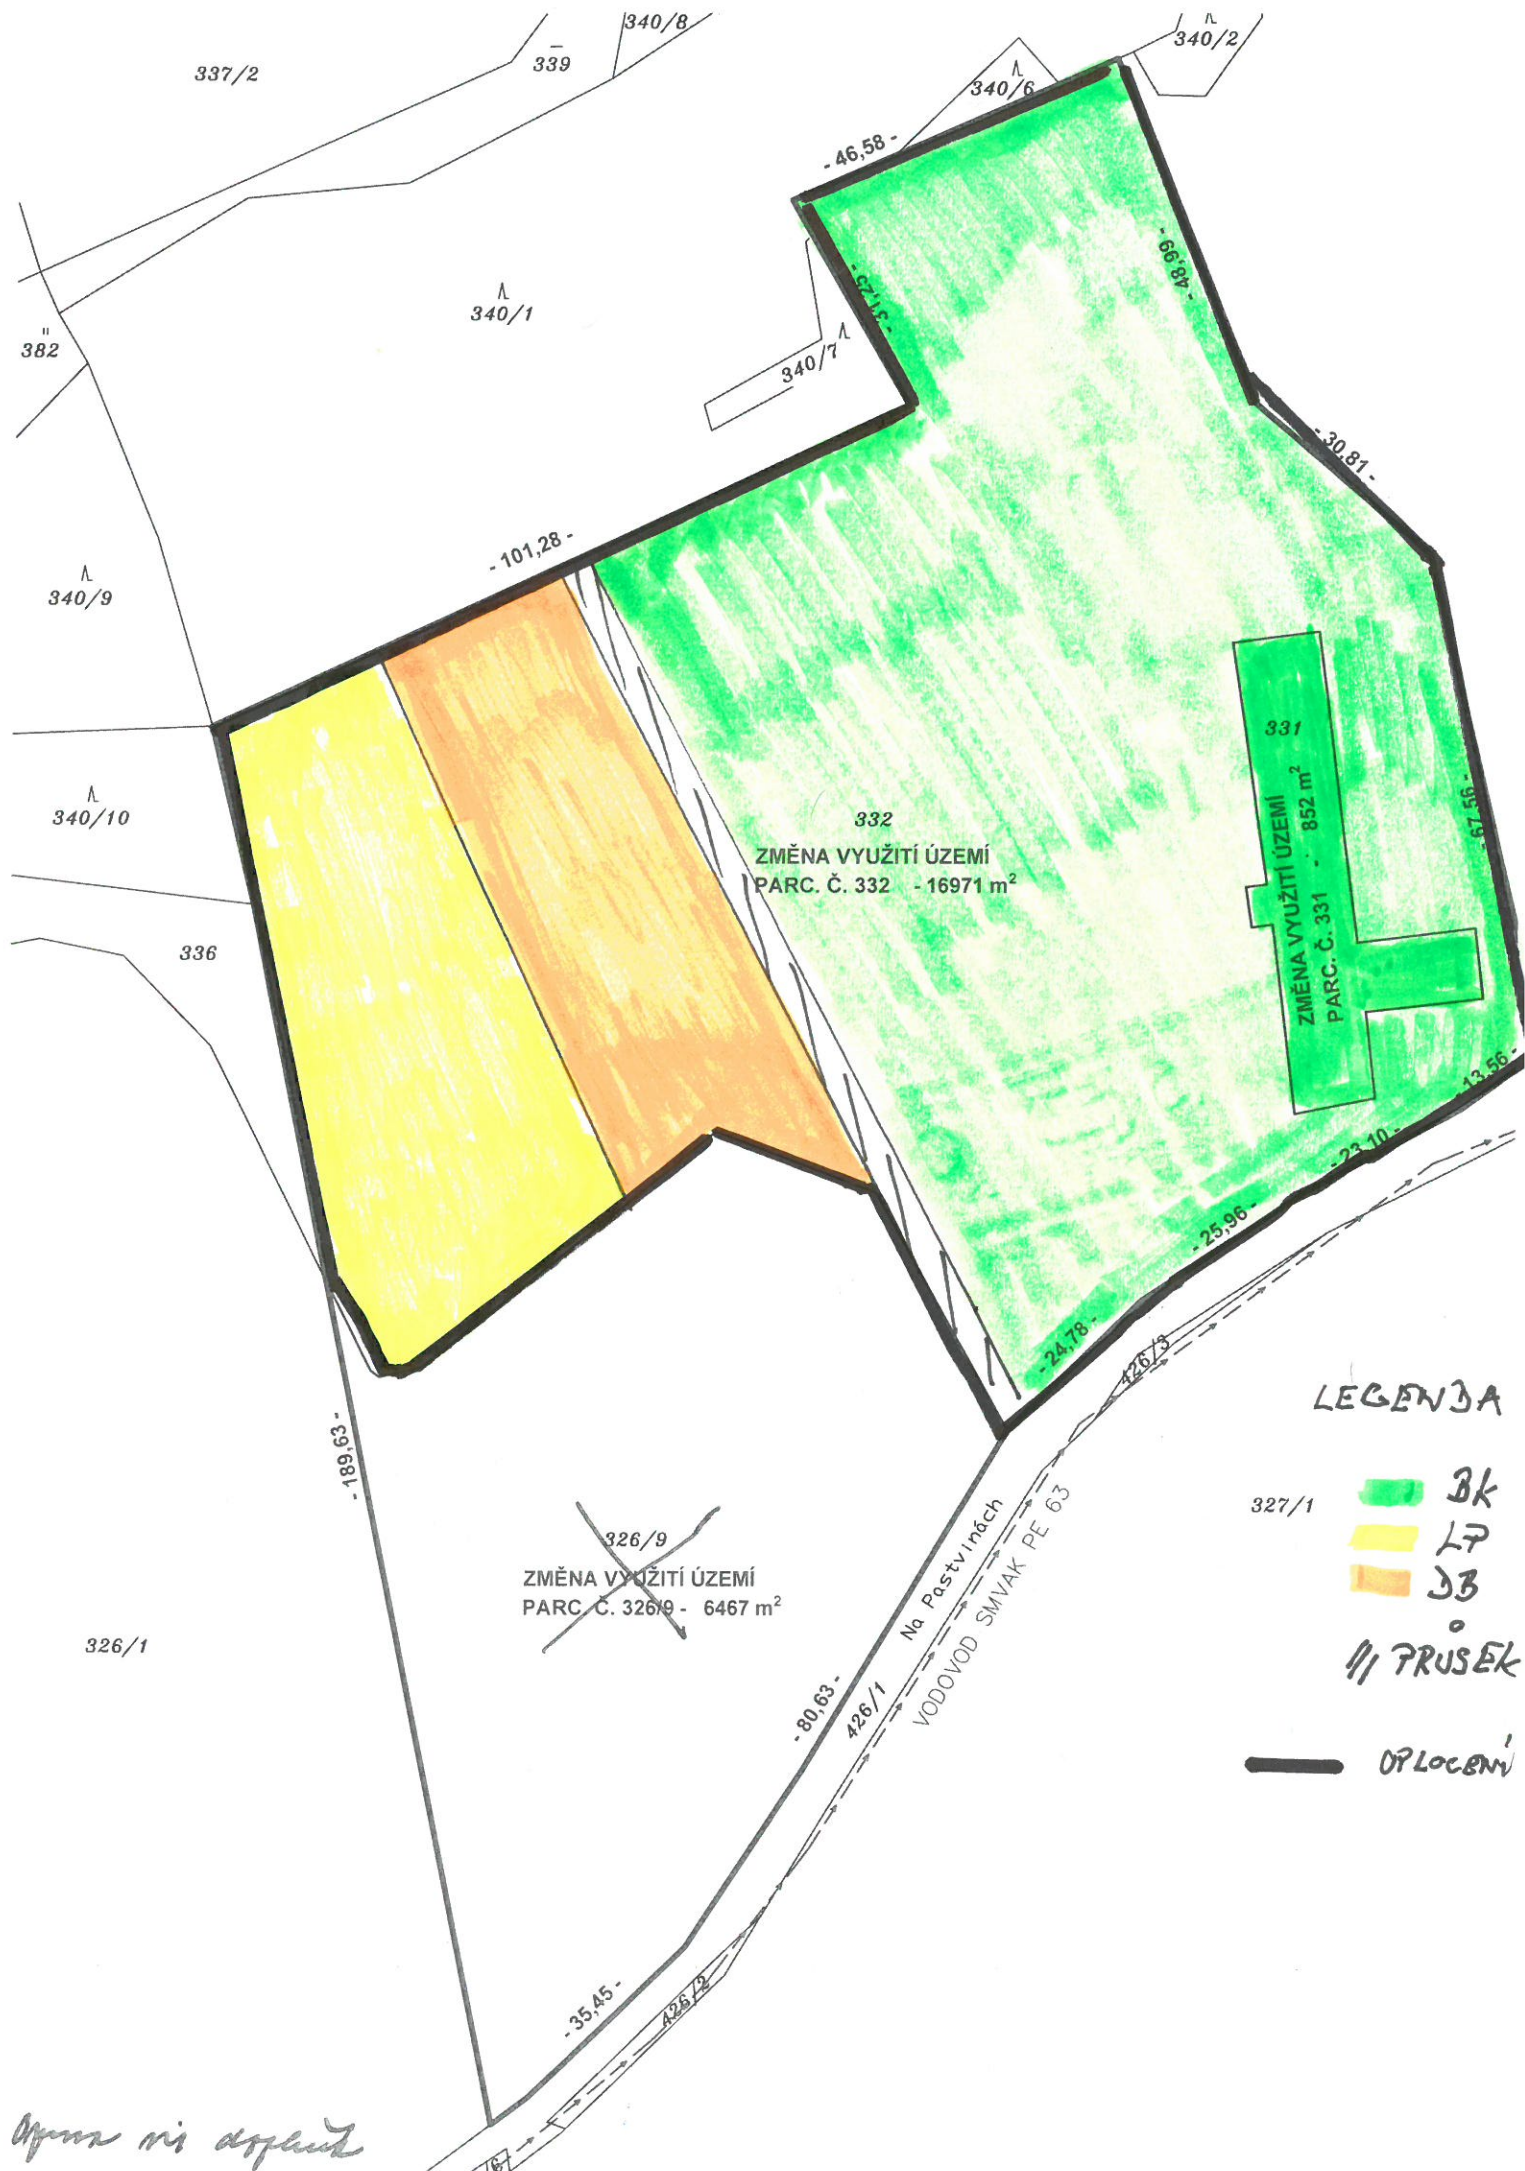 340/8
337/2
339
340/2
340/6
- 46,58 -
- 48,99 -
- 31,25 -
340/1
382
340/7
- 30,81 -
- 101,28 -
340/9
331
340/10
332
ZMĚNA VYUŽITÍ ÚZEMÍ
PARC. Č. 332 - 16971 m²
ZMĚNA VYUŽITÍ ÚZEMÍ
PARC. Č. 331 - 852 m²
- 67,56 -
336
- 13,56 -
- 23,10 -
- 25,96 -
- 24,78 -
426/3
LEGENDA
BK
LP
DB
PRŮSEK
OPLOCENÍ
327/1
- 189,63 -
326/9
ZMĚNA VYUŽITÍ ÚZEMÍ
PARC. Č. 326/9 - 6467 m²
Na Pastvinách
VODOVOD SMVAK PE 63
326/1
- 80,63 -
426/1
- 35,45 -
426/2